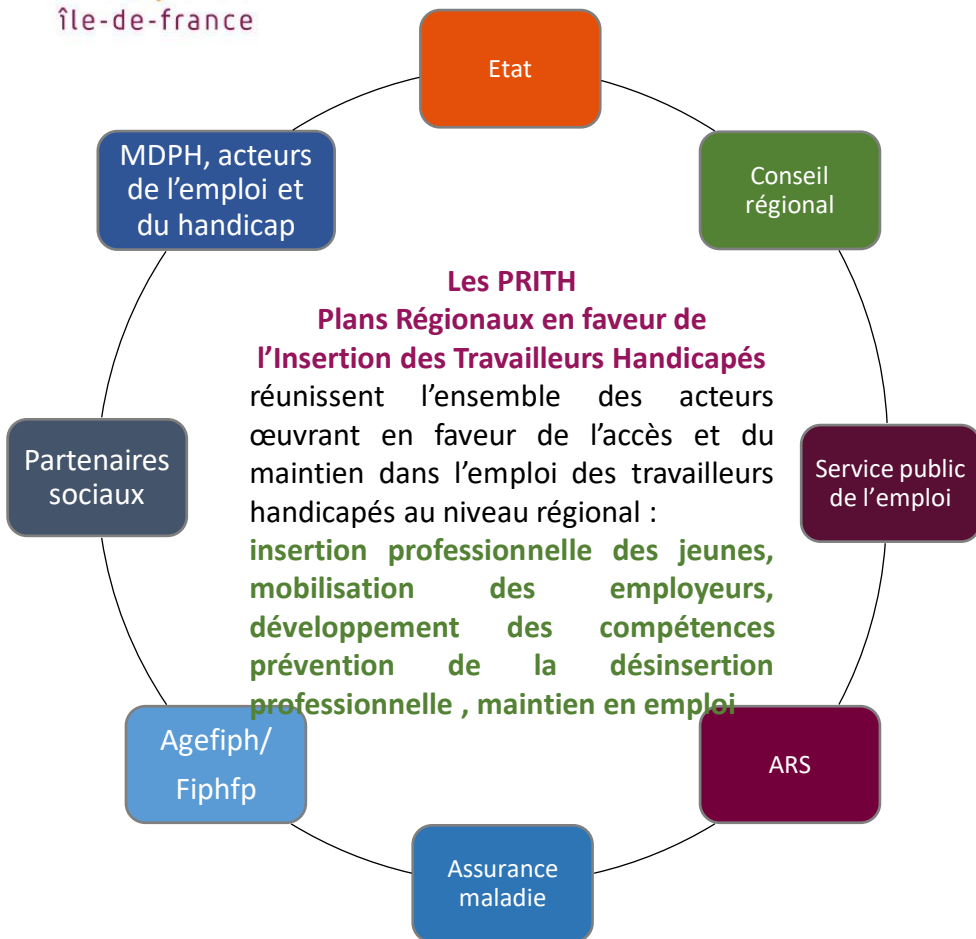 île-de-france
Etat
MDPH, acteurs
de l’emploi et
du handicap
Conseil
régional
Les PRITH
Plans Régionaux en faveur de
l’Insertion des Travailleurs Handicapés
réunissent l’ensemble des acteurs
œuvrant en faveur de l’accès et du
maintien dans l’emploi des travailleurs
handicapés au niveau régional :
insertion professionnelle des jeunes,
mobilisation des employeurs,
développement des compétences
prévention de la désinsertion
professionnelle , maintien en emploi
Partenaires
sociaux
Service public
de l’emploi
Agefiph/
Fiphfp
ARS
Assurance
maladie